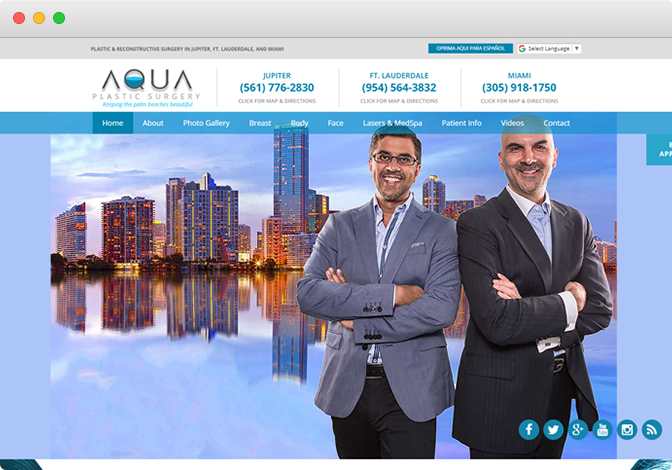 PLASTIC & RECONSTRUCTIVE SURGERY IN JUPITER, FT. LAUDERDALE, AND MIAMI
OPRIMA AQUI PARA ESPAÑOL
G Select Language ▼
AQUA
PLASTIC SURGERY
Keeping the palm beaches beautiful
JUPITER
(561) 776-2830
CLICK FOR MAP & DIRECTIONS
FT. LAUDERDALE
(954) 564-3832
CLICK FOR MAP & DIRECTIONS
MIAMI
(305) 918-1750
CLICK FOR MAP & DIRECTIONS
Home About Photo Gallery Breast Body Face Lasers & MedSpa Patient Info Videos Contact